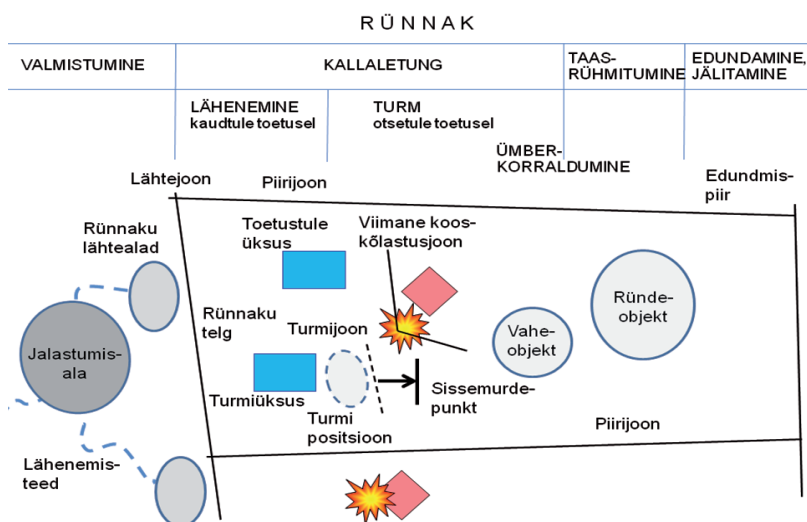 RÜNNAK
VALMISTUMINE
KALLALETUNG
TAAS-
RÜHMITUMINE
EDUNDAMINE,
JÄLITAMINE
LÄHENEMINE
kaudtule toetusel
TURM
otsetule toetusel
ÜMBER-
KORRALDUMINE
Lähtejoon
Piirijoon
Edundmis-
piir
Rünnaku
lähtealad
Toetustule
üksus
Viimane koos-
kõlastusjoon
Rünnaku
telg
Turmijoon
Vahe-
objekt
Ründe-
objekt
Jalastumis-
ala
Turmiüksus
Turmi
positsioon
Sissemurde-
punkt
Piirijoon
Lähenemis-
teed